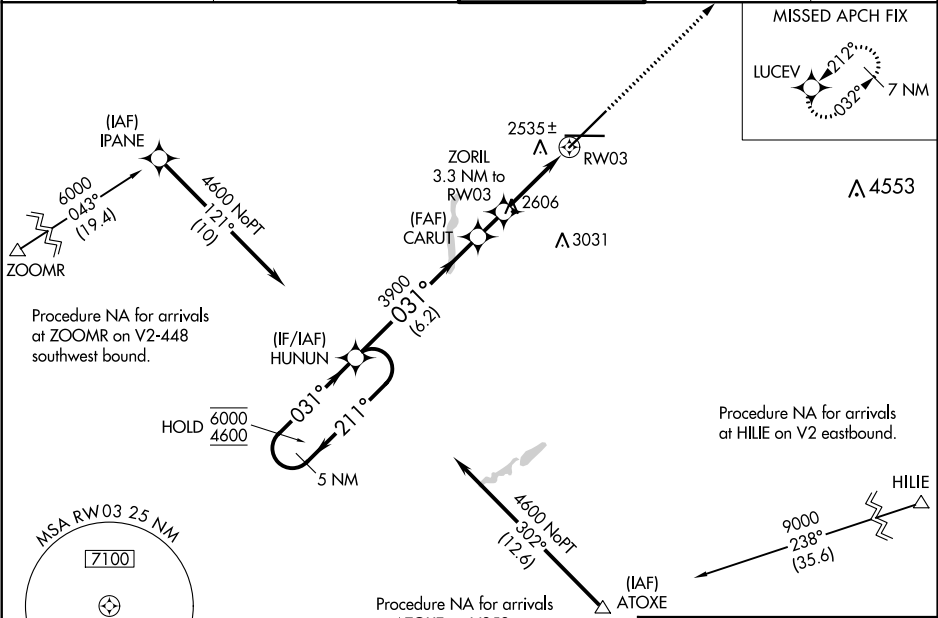 MISSED APCH FIX
LUCEV
212°
032°
7 NM
(IAF)
IPANE
6000
043°
(19.4)
ZOOMR
4600 NoPT
121°
(10)
2535±
RW03
ZORIL
3.3 NM to
RW03
2606
(FAF)
CARUT
3031
4553
Procedure NA for arrivals
at ZOOMR on V2-448
southwest bound.
3900
031°
(6.2)
(IF/IAF)
HUNUN
031°
211°
HOLD
6000
4600
5 NM
Procedure NA for arrivals
at HILIE on V2 eastbound.
HILIE
9000
238°
(35.6)
4600 NoPT
302°
(12.6)
(IAF)
ATOXE
MSA RW03 25 NM
7100
Procedure NA for arrivals